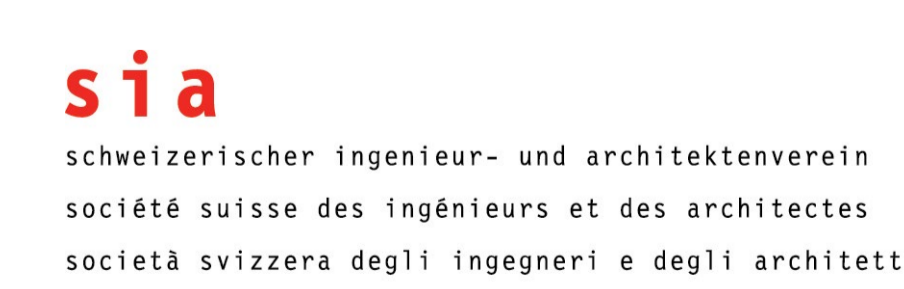 sia
schweizerischer ingenieur- und architektenverein
société suisse des ingénieurs et des architectes
società svizzera degli ingegneri e degli architett